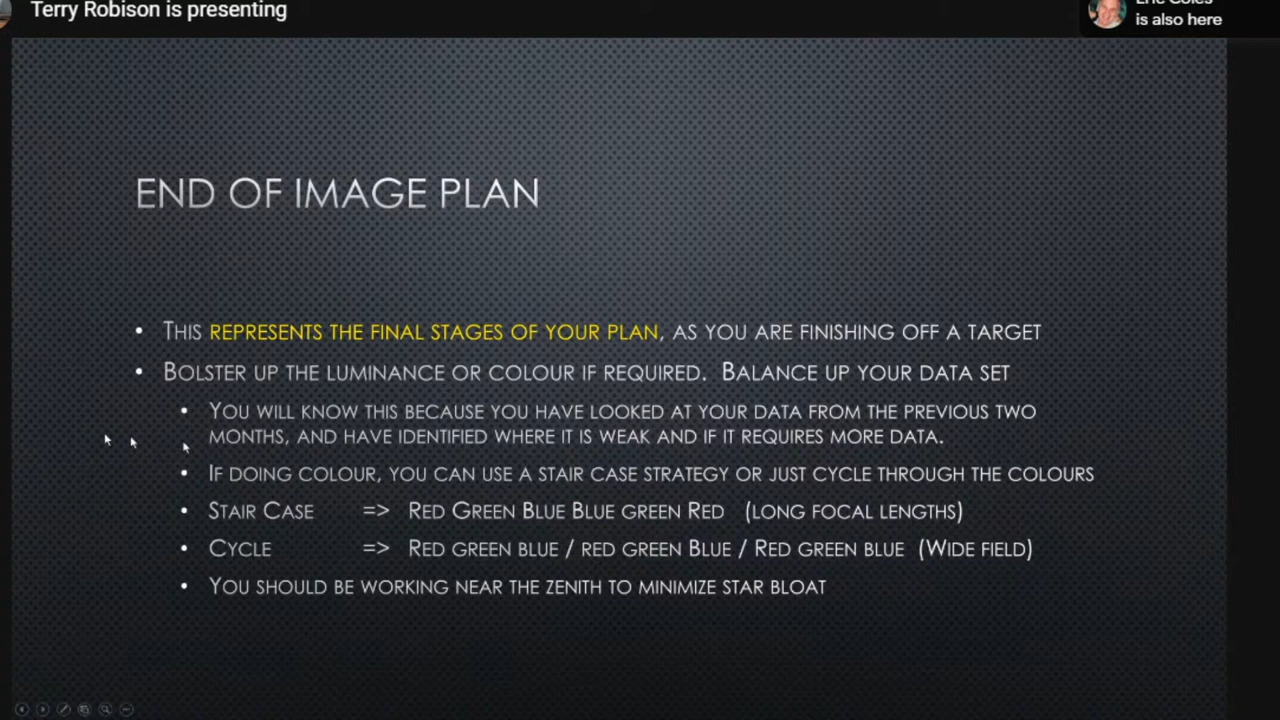 Terry Robison is presenting
is also here
END OF IMAGE PLAN
• THIS REPRESENTS THE FINAL STAGES OF YOUR PLAN, AS YOU ARE FINISHING OFF A TARGET
• BOLSTER UP THE LUMINANCE OR COLOUR IF REQUIRED. BALANCE UP YOUR DATA SET
• YOU WILL KNOW THIS BECAUSE YOU HAVE LOOKED AT YOUR DATA FROM THE PREVIOUS TWO
MONTHS, AND HAVE IDENTIFIED WHERE IT IS WEAK AND IF IT REQUIRES MORE DATA.
• IF DOING COLOUR, YOU CAN USE A STAIR CASE STRATEGY OR JUST CYCLE THROUGH THE COLOURS
• STAIR CASE => RED GREEN BLUE BLUE GREEN RED (LONG FOCAL LENGTHS)
• CYCLE => RED GREEN BLUE / RED GREEN BLUE / RED GREEN BLUE (WIDE FIELD)
• YOU SHOULD BE WORKING NEAR THE ZENITH TO MINIMIZE STAR BLOAT